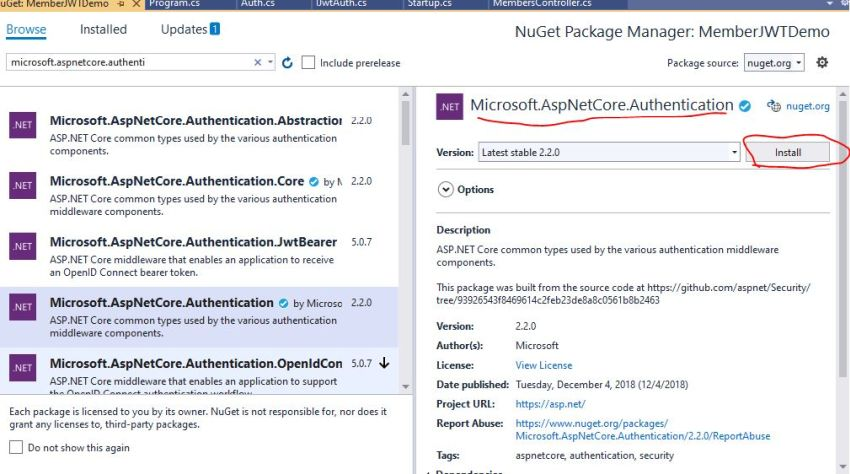 NuGet: MemberJWTDemo
Program.cs
Auth.cs
JwtAuth.cs
Startup.cs
MembersController.cs
Browse
Installed
Updates 1
NuGet Package Manager: MemberJWTDemo
microsoft.aspnetcore.authenti
Include prerelease
Package source: nuget.org
.NET
Microsoft.AspNetCore.Authentication.Abstraction
2.2.0
ASP.NET Core common types used by the various authentication
components.
.NET
Microsoft.AspNetCore.Authentication.Core by
2.2.0
ASP.NET Core common types used by the various authentication
middleware components.
.NET
Microsoft.AspNetCore.Authentication.JwtBearer
5.0.7
ASP.NET Core middleware that enables an application to receive
an OpenID Connect bearer token.
.NET
Microsoft.AspNetCore.Authentication by Microso
2.2.0
ASP.NET Core common types used by the various authentication
middleware components.
.NET
Microsoft.AspNetCore.Authentication.OpenIdCon
5.0.7
ASP.NET Core middleware that enables an application to support
the OpenID Connect authentication workflow.
Each package is licensed to you by its owner. NuGet is not responsible for, nor does it
grant any licenses to, third-party packages.
Do not show this again
.NET
Microsoft.AspNetCore.Authentication
nuget.org
Version: Latest stable 2.2.0
Install
Options
Description
ASP.NET Core common types used by the various authentication middleware
components.
This package was built from the source code at https://github.com/aspnet/Security/
tree/93926543f8469614c2feb23de8a8c0561b8b2463
Version: 2.2.0
Author(s): Microsoft
License: View License
Date published: Tuesday, December 4, 2018 (12/4/2018)
Project URL: https://asp.net/
Report Abuse: https://www.nuget.org/packages/
Microsoft.AspNetCore.Authentication/2.2.0/ReportAbuse
Tags: aspnetcore, authentication, security
Dependencies